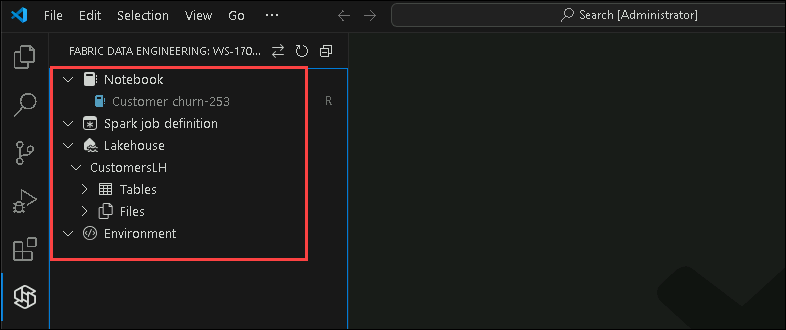 File Edit Selection View Go ··· Search [Administrator]
FABRIC DATA ENGINEERING: WS-170...
Notebook
Customer churn-253 R
Spark job definition
Lakehouse
CustomersLH
Tables
Files
Environment